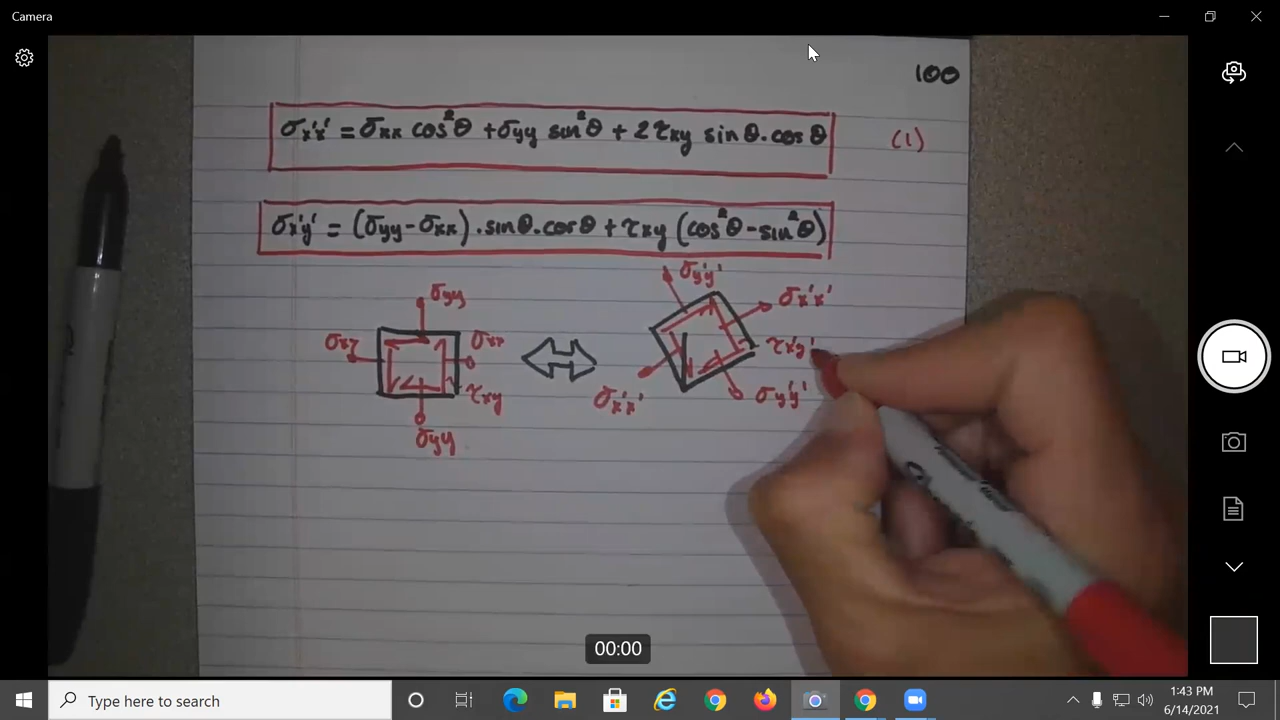 Camera
100
σx'x' = σxx cos²θ + σyy sin²θ + 2τxy sinθ.cosθ (1)
σx'y' = (σyy - σxx).sinθ.cosθ + τxy (cos²θ - sin²θ)
σy'y'
σyy σx'x'
σxx σxx τx'y'
τxy σx'x' σy'y'
σyy
00:00
Type here to search
1:43 PM
6/14/2021